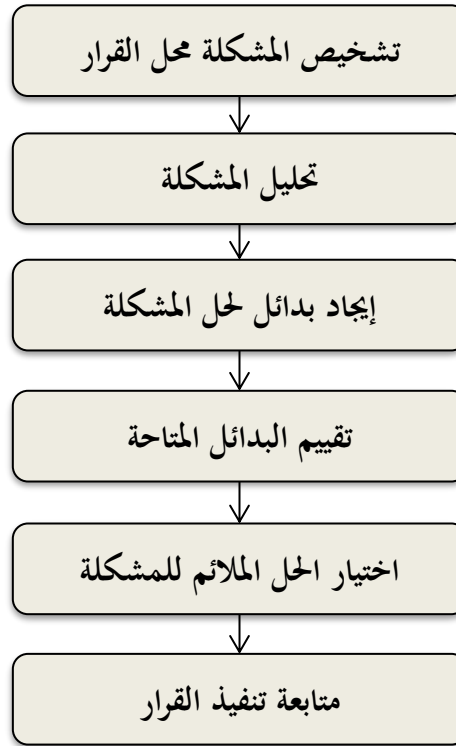 تشخيص المشكلة محل القرار
تحليل المشكلة
إيجاد بدائل لحل المشكلة
تقييم البدائل المتاحة
اختيار الحل الملائم للمشكلة
متابعة تنفيذ القرار